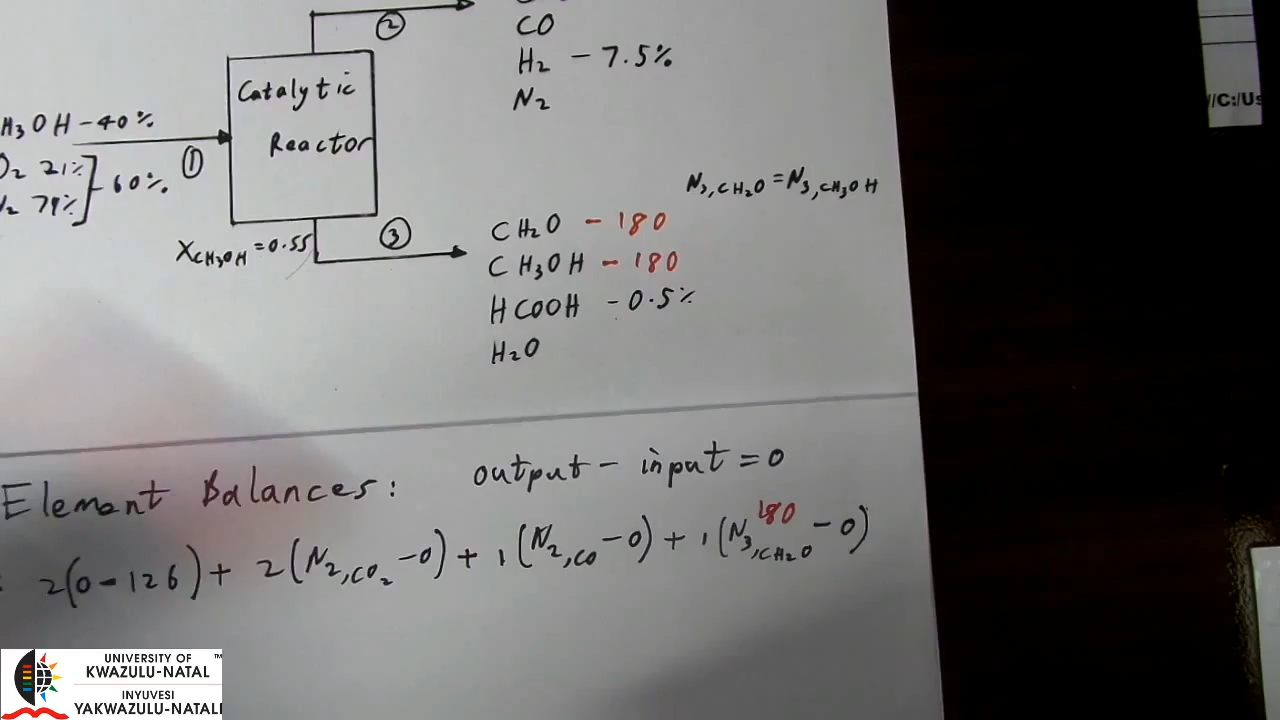 ②
CO
H₂ - 7.5%
N₂
Catalytic
Reactor
H₃OH - 40%
①
O₂ 21%
60%
79%
X_CH₃OH = 0.55
③
N₃,CH₂O = N₃,CH₃OH
CH₂O - 180
CH₃OH - 180
HCOOH - 0.5%
H₂O
Element Balances: output - input = 0
180
2(0-126) + 2(N₂,CO₂ - 0) + 1(N₂,CO - 0) + 1(N₃,CH₂O - 0)
//C:/Us
UNIVERSITY OF ™
KWAZULU-NATAL
INYUVESI
YAKWAZULU-NATALI